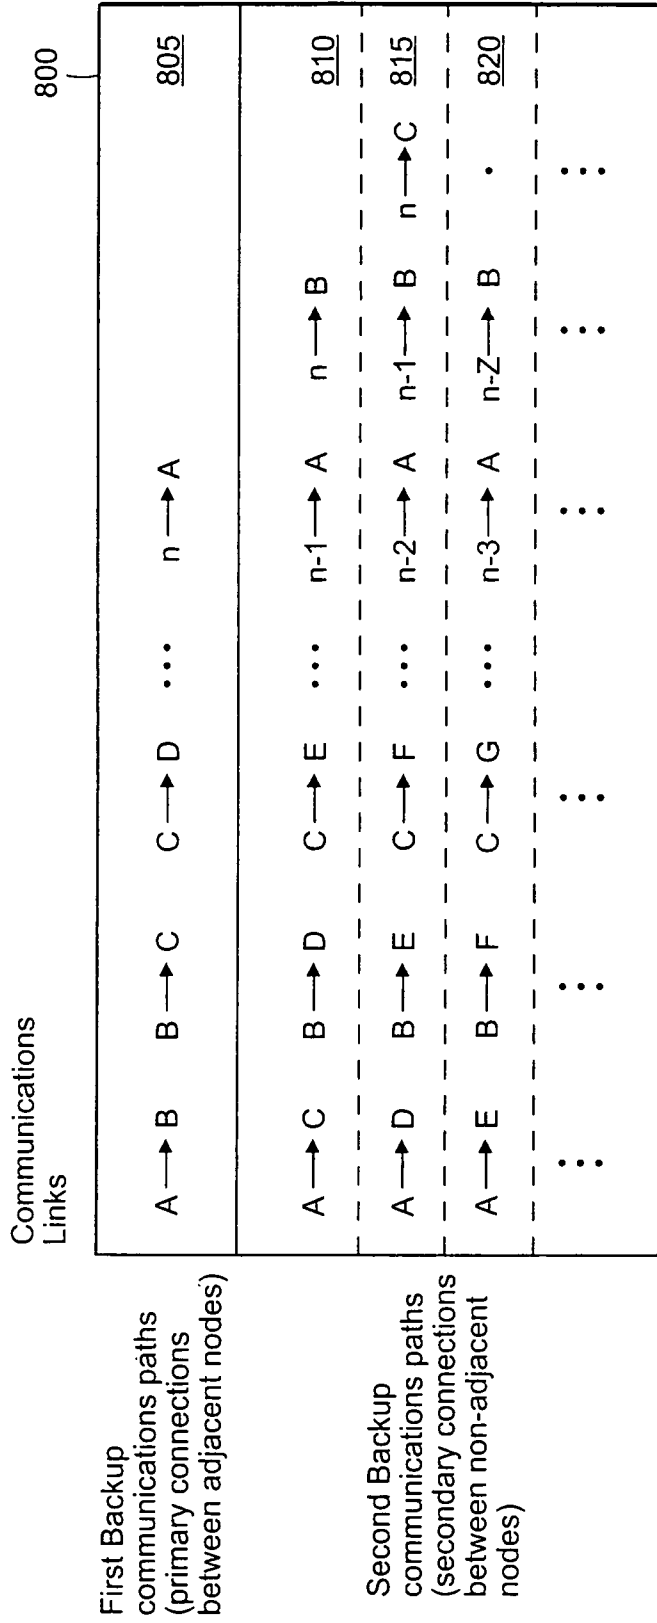 Communications
Links
800
First Backup
communications paths
(primary connections
between adjacent nodes)
A → B B → C C → D ••• n → A 805
Second Backup
communications paths
(secondary connections
between non-adjacent
nodes)
A → C B → D C → E ••• n-1 → A n → B 810
A → D B → E C → F ••• n-2 → A n-1 → B n → C 815
A → E B → F C → G ••• n-3 → A n-Z → B • 820
••• ••• ••• ••• ••• •••